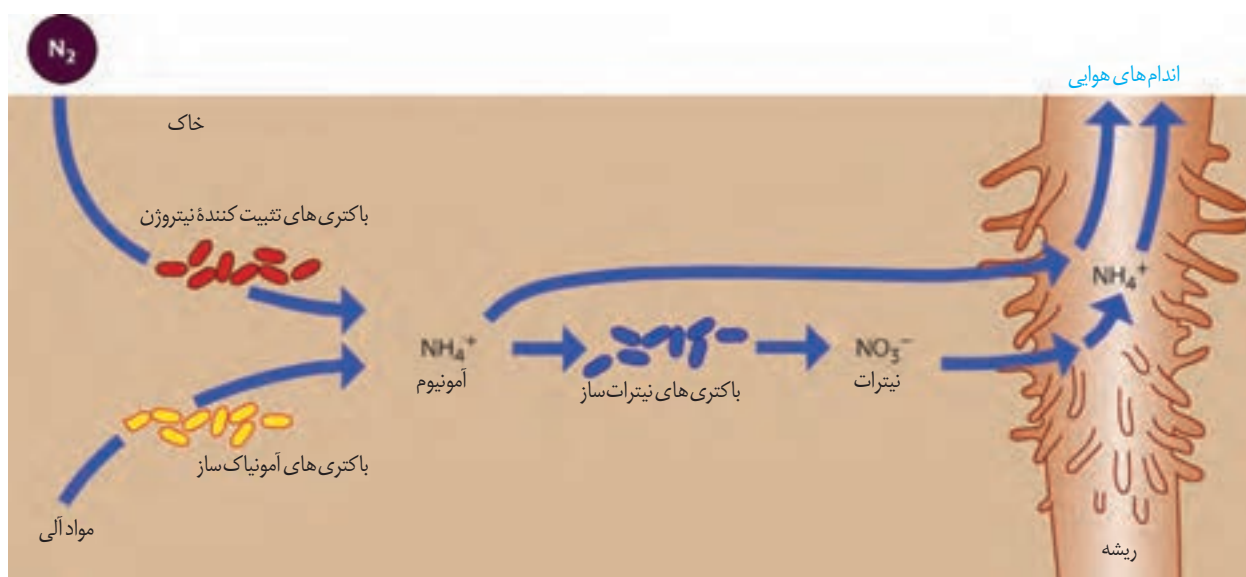 N₂
اندام‌های هوایی
خاک
باکتری‌های تثبیت کنندهٔ نیتروژن
NH₄⁺
NH₄⁺
آمونیوم
NO₃⁻
نیترات
باکتری‌های نیترات‌ساز
باکتری‌های آمونیاک‌ساز
مواد آلی
ریشه